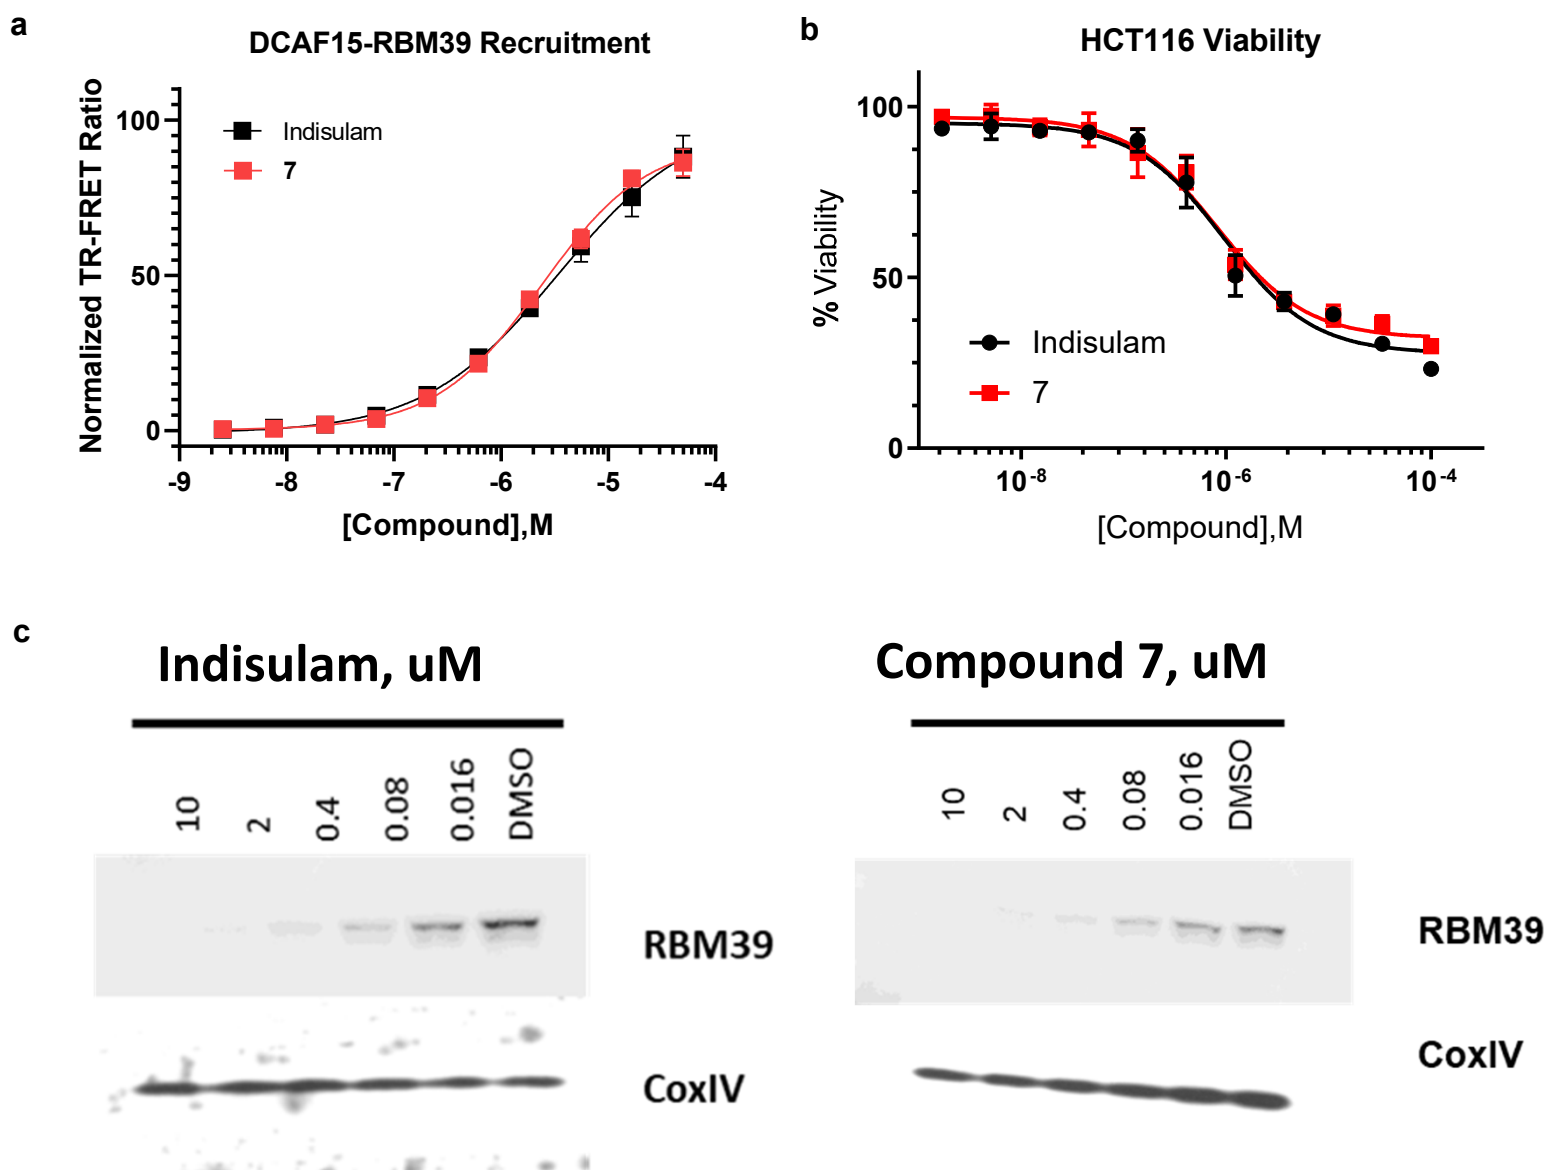 a
DCAF15-RBM39 Recruitment
Normalized TR-FRET Ratio
100
50
0
Indisulam
7
-9 -8 -7 -6 -5 -4
[Compound],M
b
HCT116 Viability
% Viability
100
50
0
Indisulam
7
10-8 10-6 10-4
[Compound],M
c
Indisulam, uM
10 2 0.4 0.08 0.016 DMSO
RBM39
CoxIV
Compound 7, uM
10 2 0.4 0.08 0.016 DMSO
RBM39
CoxIV